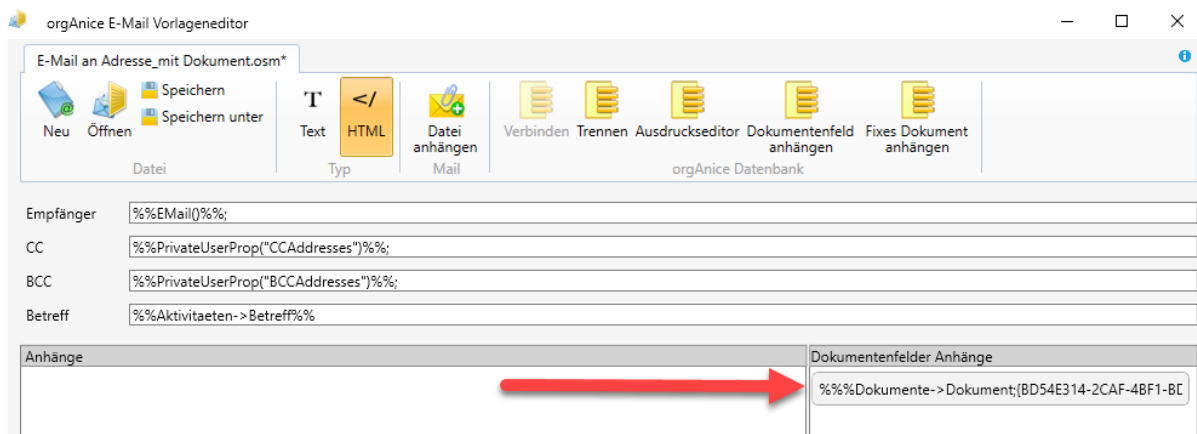 orgAnice E-Mail Vorlageneditor
E-Mail an Adresse_mit Dokument.osm*
Neu
Öffnen
Speichern
Speichern unter
Datei
T
Text
</
HTML
Typ
Datei
anhängen
Mail
Verbinden
Trennen
Ausdruckseditor
Dokumentenfeld
anhängen
Fixes Dokument
anhängen
orgAnice Datenbank
Empfänger
%%EMail()%%;
CC
%%PrivateUserProp("CCAddresses")%%;
BCC
%%PrivateUserProp("BCCAddresses")%%;
Betreff
%%Aktivitaeten->Betreff%%
Anhänge
Dokumentenfelder Anhänge
%%%Dokumente->Dokument;{BD54E314-2CAF-4BF1-BD